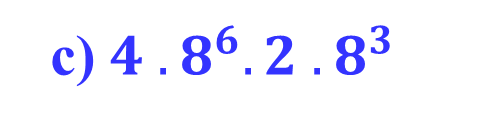 c) 4 . 8⁶ . 2 . 8³